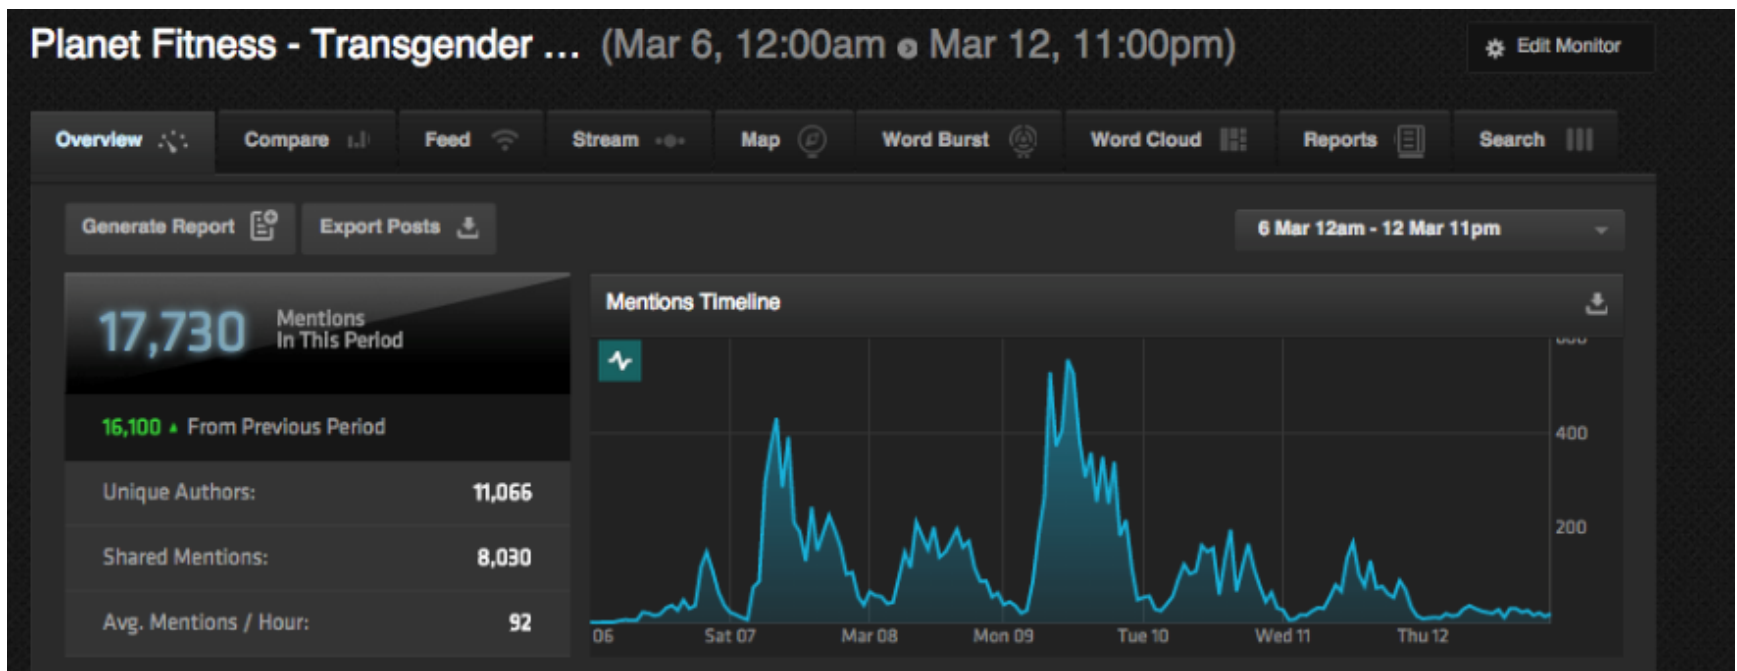 Planet Fitness - Transgender ... (Mar 6, 12:00am Mar 12, 11:00pm)
Edit Monitor
Overview Compare Feed Stream Map Word Burst Word Cloud Reports Search
Generate Report Export Posts
6 Mar 12am - 12 Mar 11pm
17,730 Mentions
In This Period
16,100 ▲ From Previous Period
Unique Authors: 11,066
Shared Mentions: 8,030
Avg. Mentions / Hour: 92
Mentions Timeline
600
400
200
06 Sat 07 Mar 08 Mon 09 Tue 10 Wed 11 Thu 12